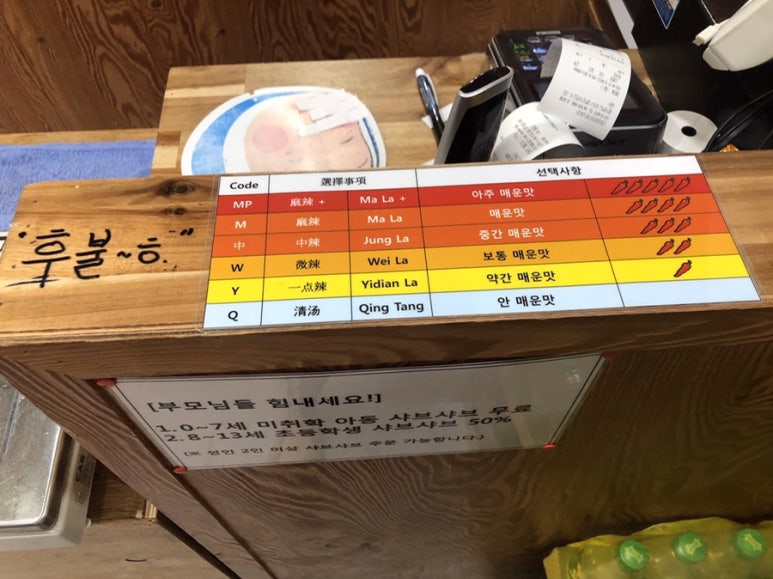 Code 選擇事項 선택사항
MP 麻辣 + Ma La + 아주 매운맛
M 麻辣 Ma La 매운맛
中 中辣 Jung La 중간 매운맛
W 微辣 Wei La 보통 매운맛
Y 一点辣 Yidian La 약간 매운맛
Q 清汤 Qing Tang 안 매운맛
"후불~ㅎ."
[부모님들 힘내세요!]
1.0~7세 미취학 아동 샤브샤브 무료
2.8~13세 초등학생 샤브샤브 50%
(※ 성인 2인 이상 샤브샤브 주문 가능합니다.)